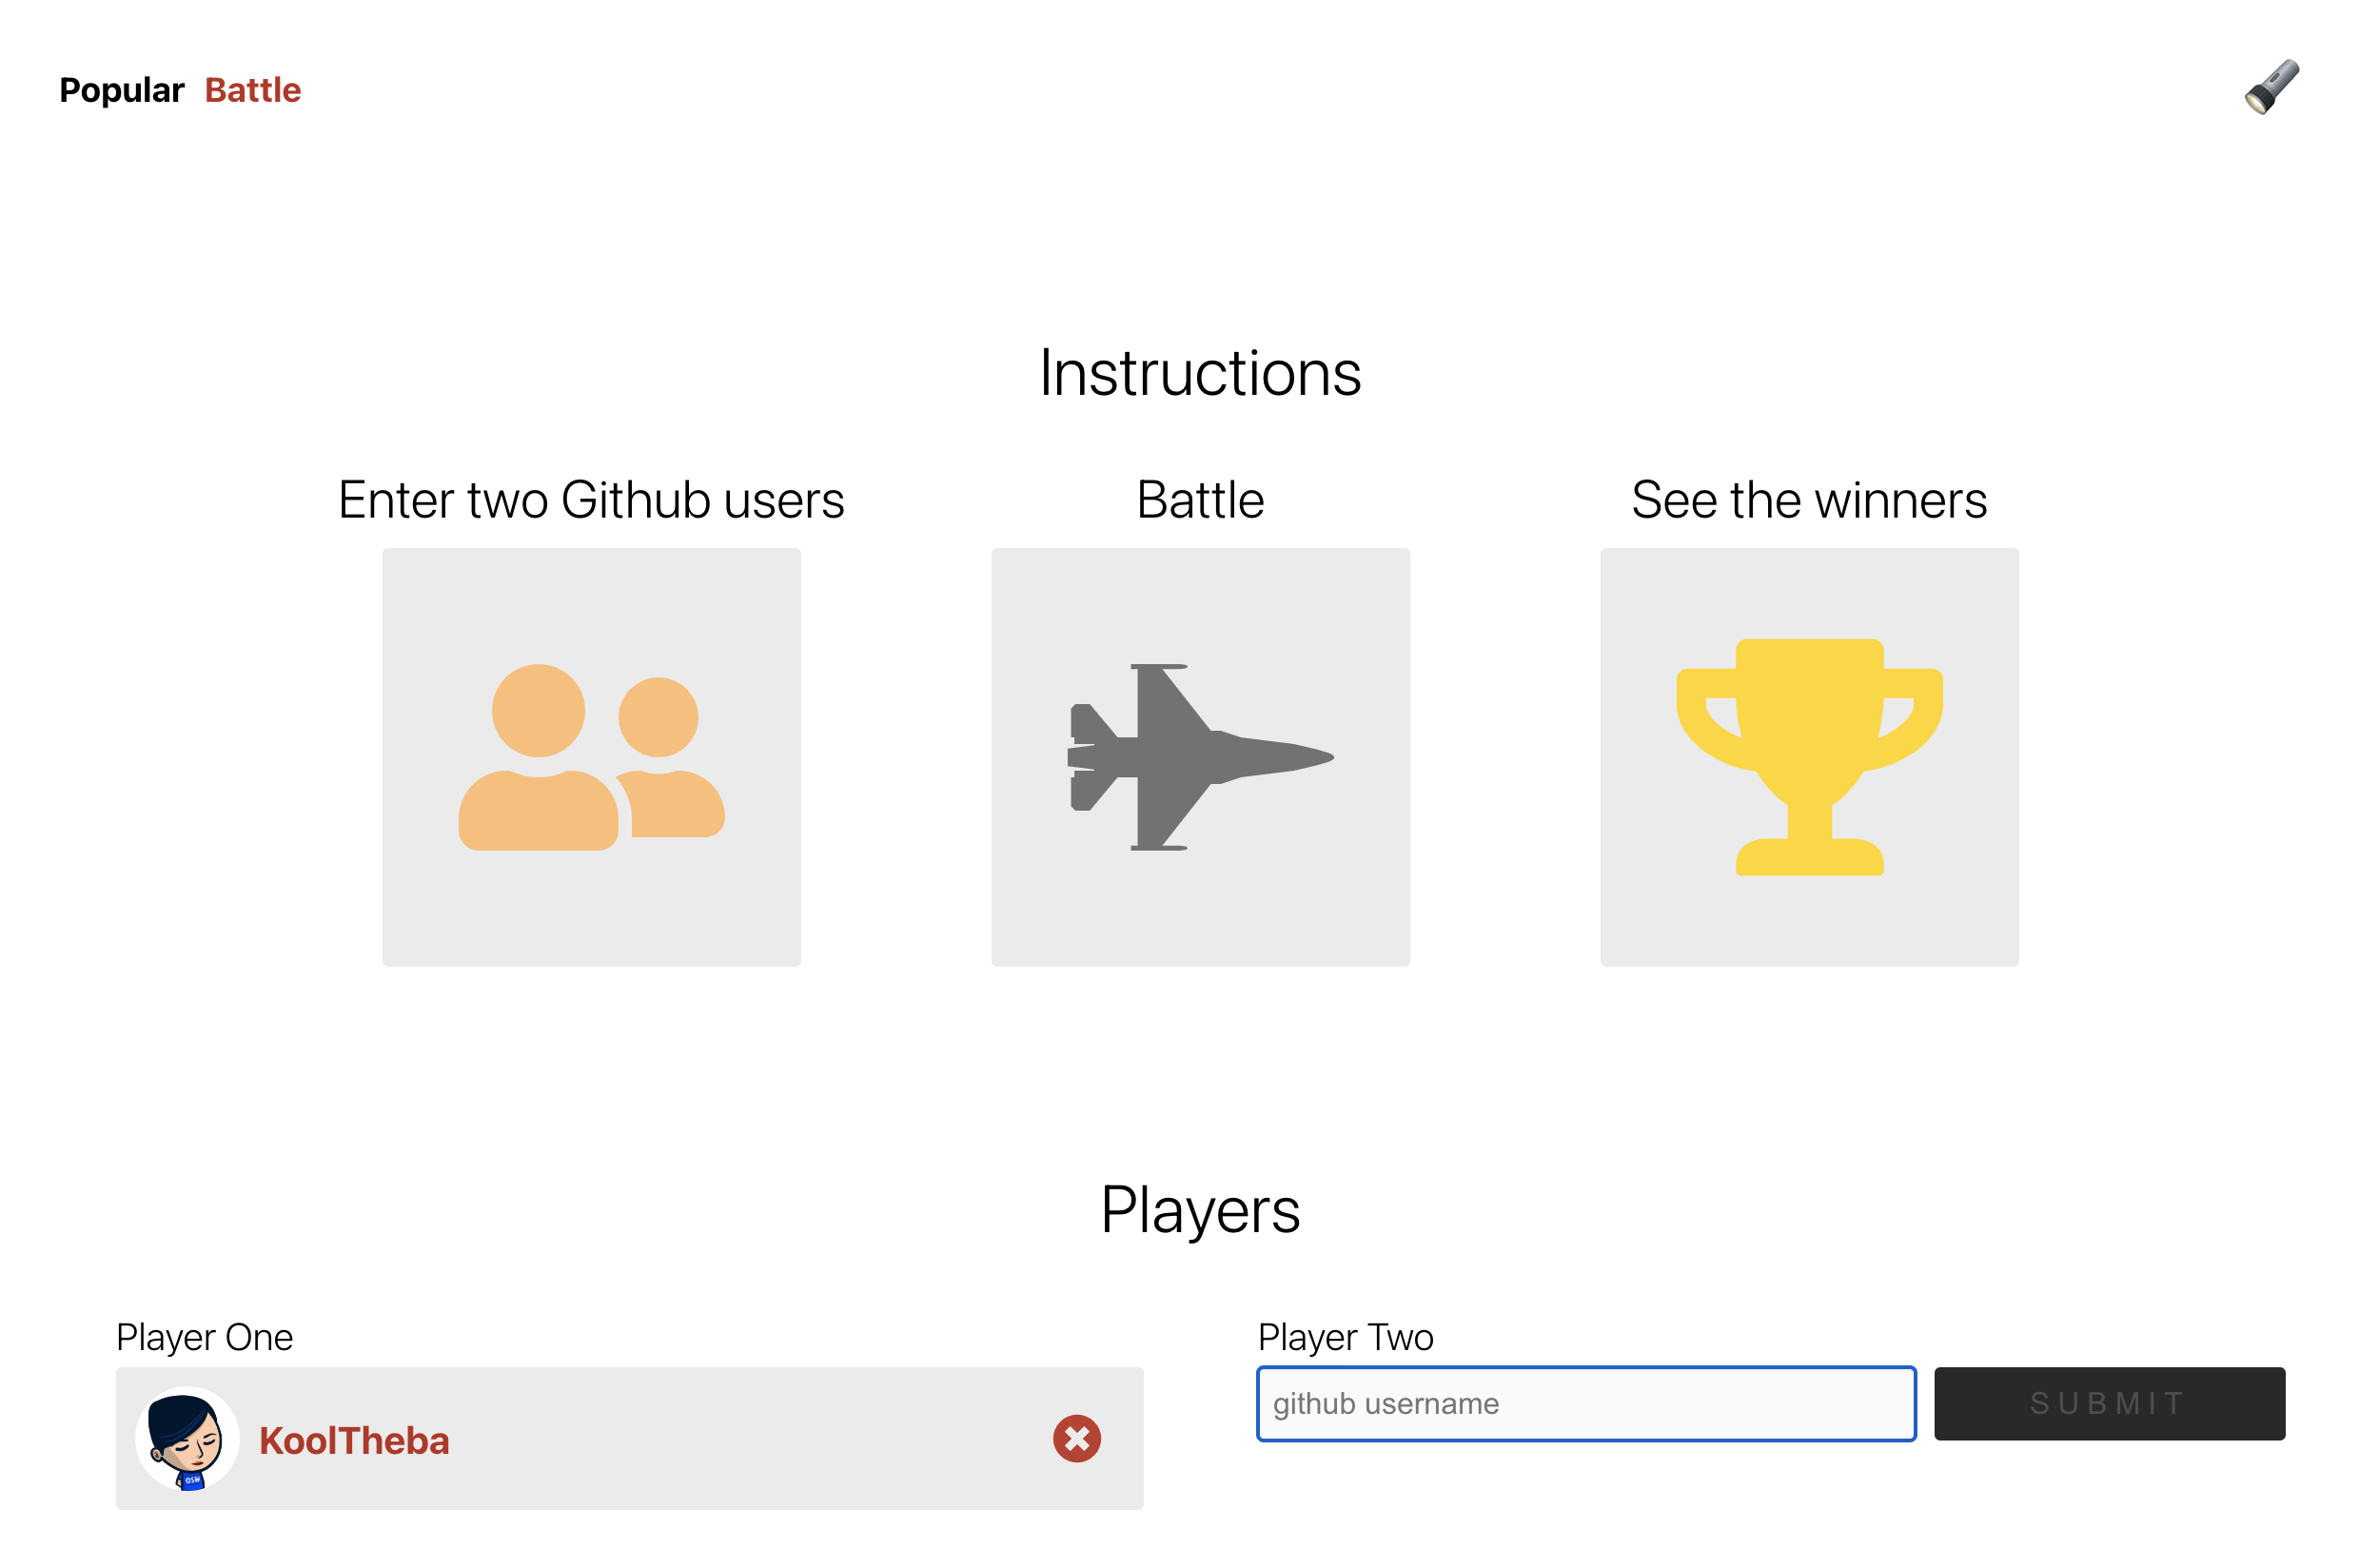 Popular Battle
Instructions
Enter two Github users
Battle
See the winners
Players
Player One
Player Two
KoolTheba
OSW
github username
SUBMIT